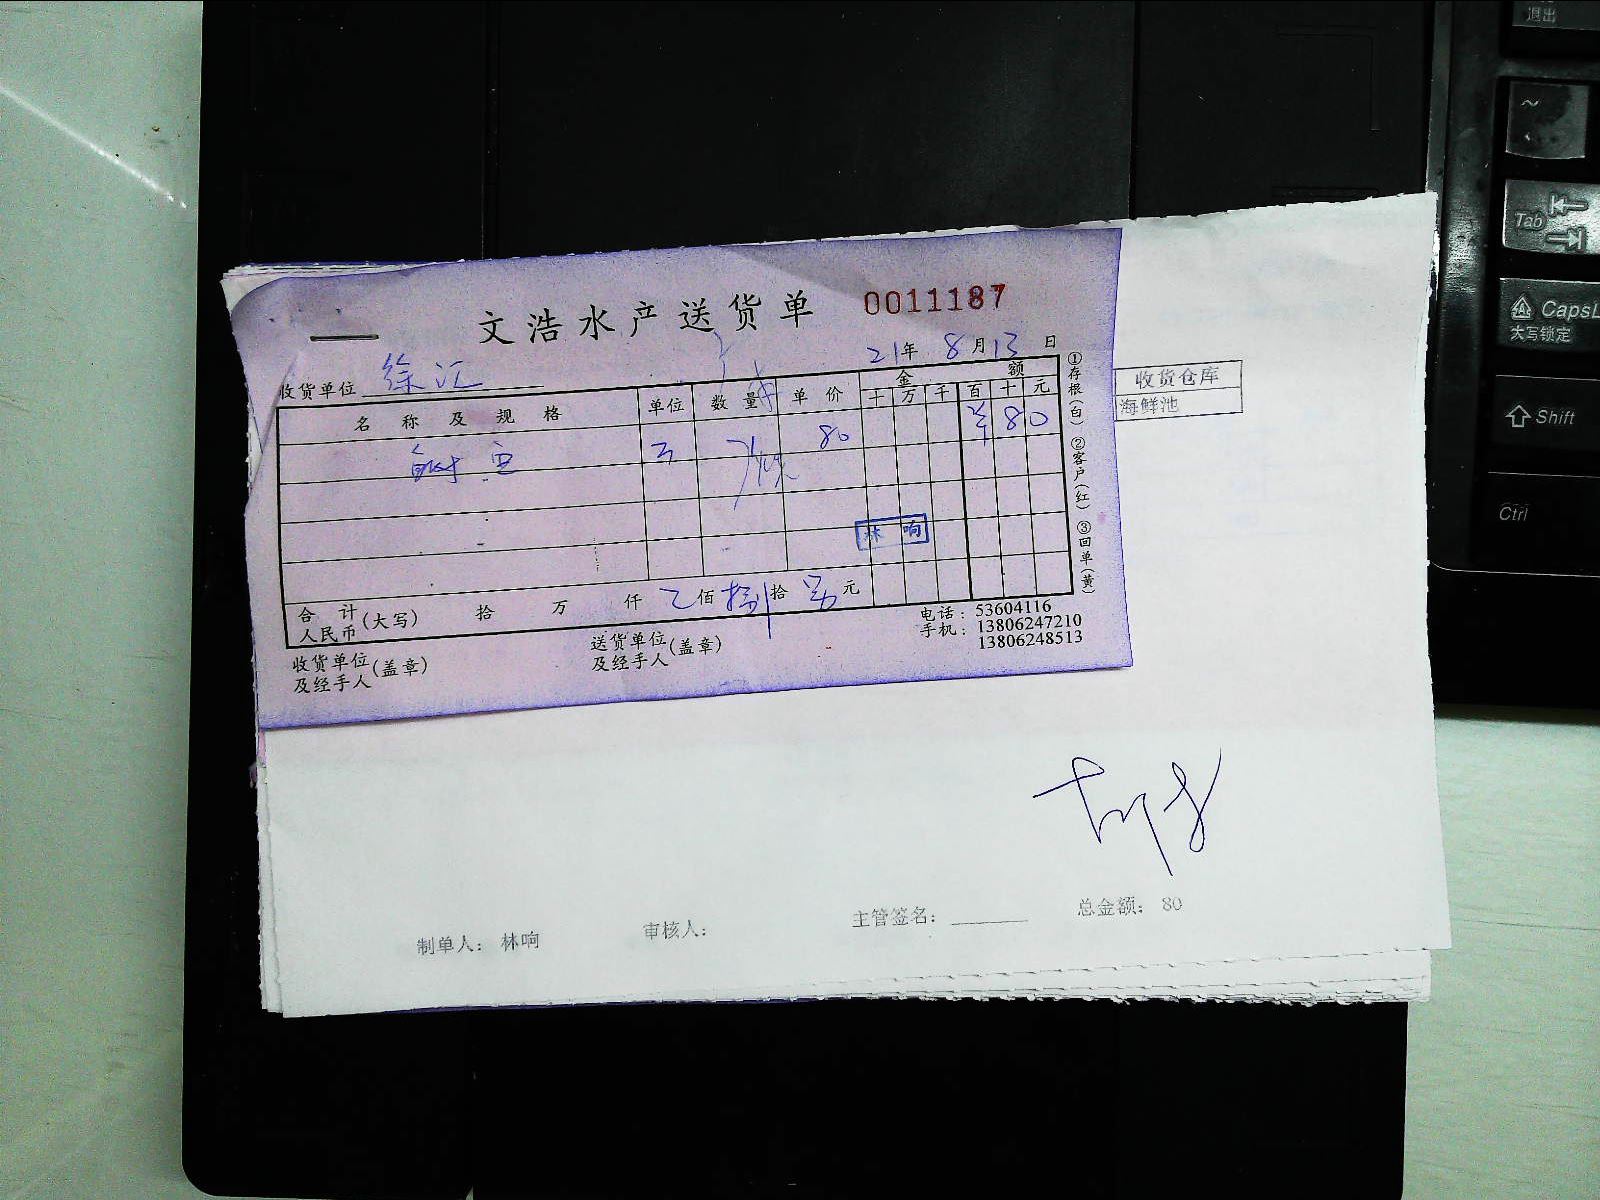 退出
~
Tab
CapsL
大写锁定
Shift
Ctrl
文浩水产送货单 0011187
21年 8月13日
收货单位 徐汇
名称及规格 单位 数量 单价 金额
十 万 千 百 十 元
80 ¥ 8 0
林响
合计(大写) 拾 万 仟 佰捌拾 元
人民币
收货单位(盖章)
及经手人
送货单位(盖章)
及经手人
电话: 53604116
手机: 13806247210
13806248513
①存根(白) ②客户(红) ③回单(黄)
收货仓库
海鲜池
制单人: 林响 审核人: 主管签名: 总金额: 80